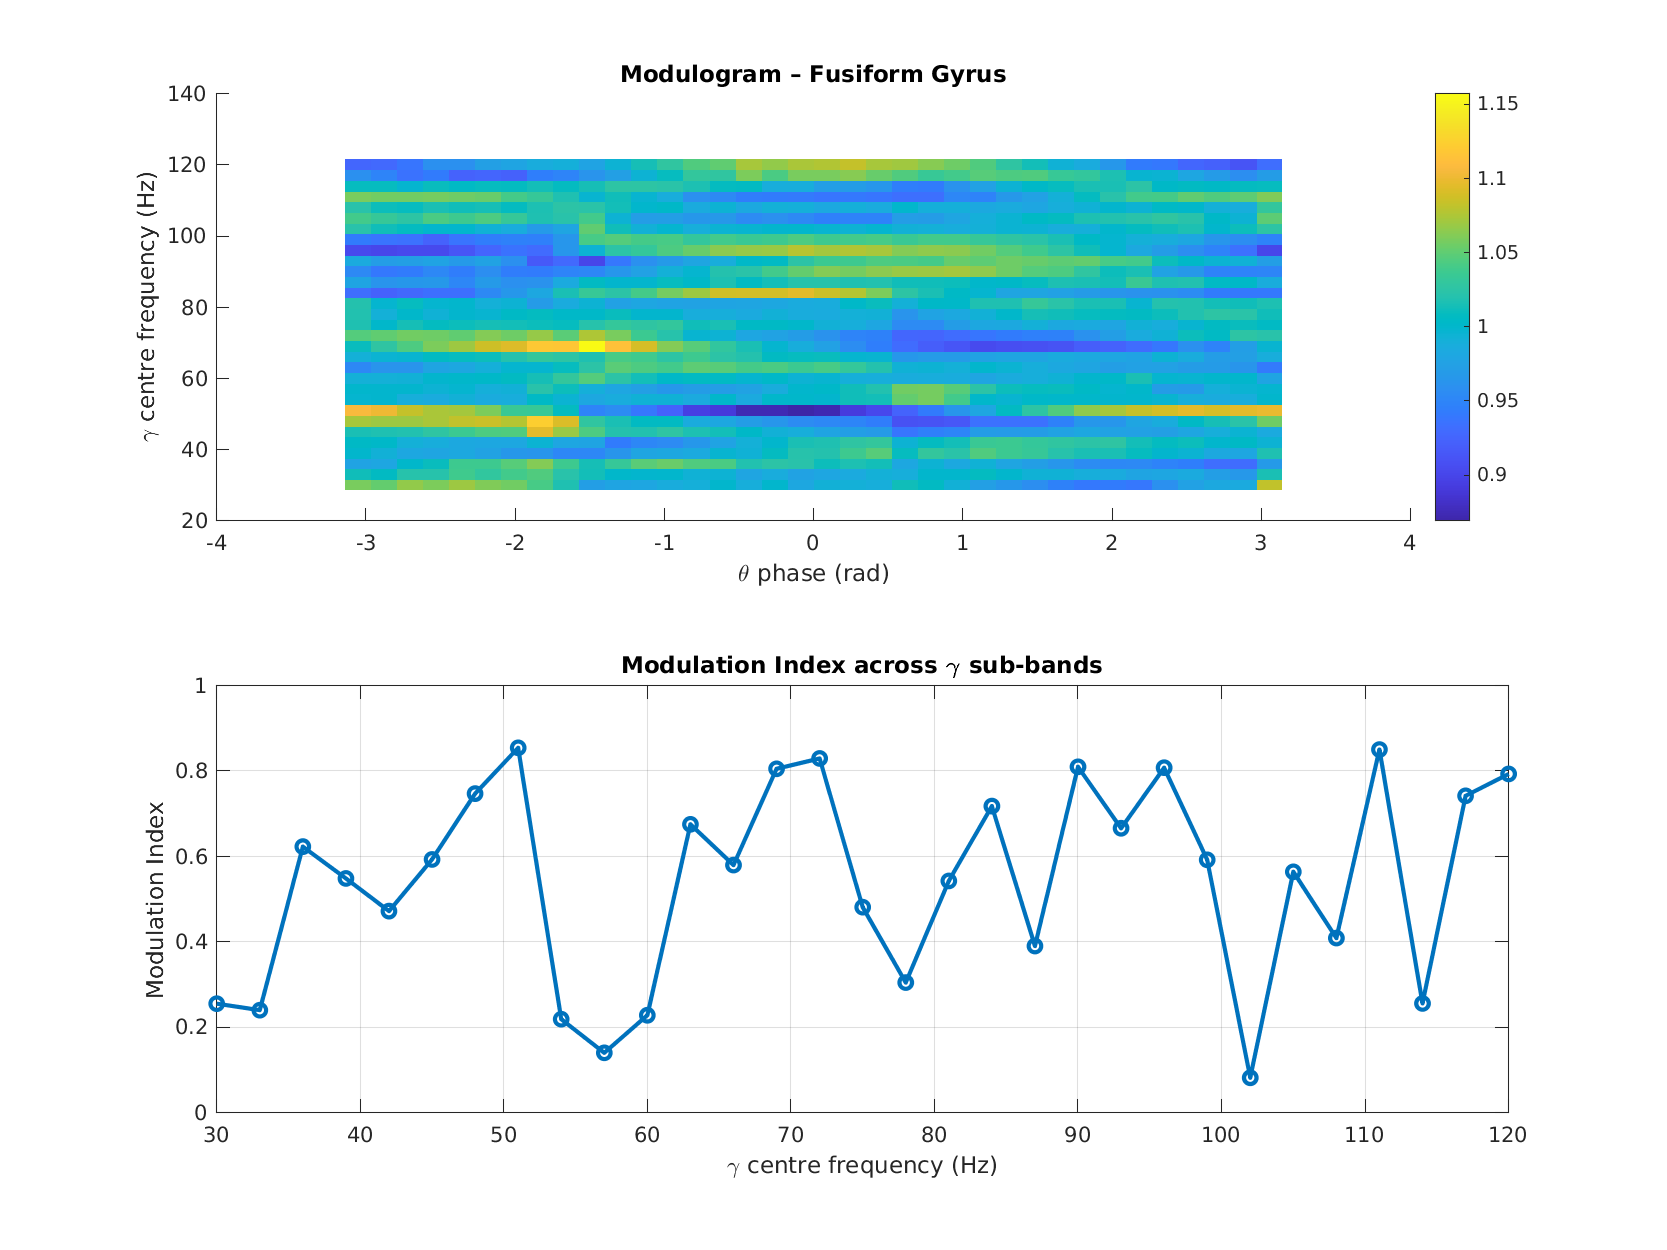 Modulogram – Fusiform Gyrus
140
120
100
80
60
40
20
γ centre frequency (Hz)
-4 -3 -2 -1 0 1 2 3 4
θ phase (rad)
1.15
1.1
1.05
1
0.95
0.9
Modulation Index across γ sub-bands
1
0.8
0.6
0.4
0.2
0
Modulation Index
30 40 50 60 70 80 90 100 110 120
γ centre frequency (Hz)